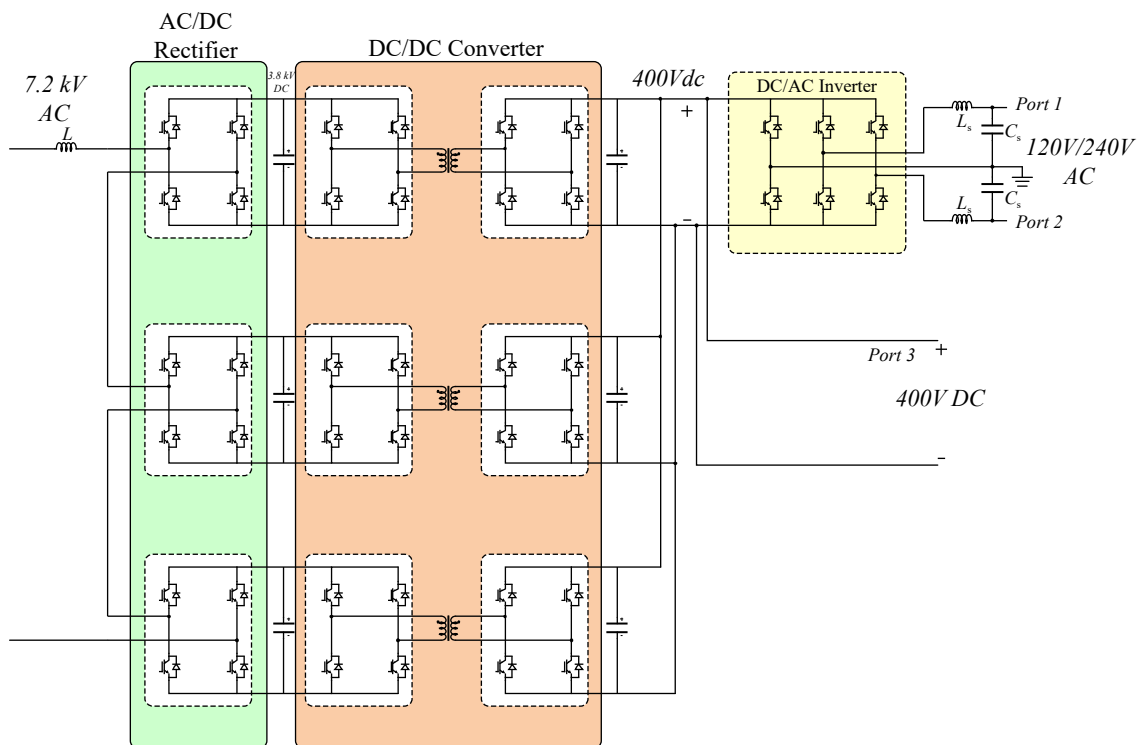 AC/DC
Rectifier
DC/DC Converter
7.2 kV
AC
L
3.8 kV
DC
400Vdc
+
-
DC/AC Inverter
Port 1
Ls
Cs
120V/240V
AC
Ls
Cs
Port 2
Port 3
+
400V DC
-